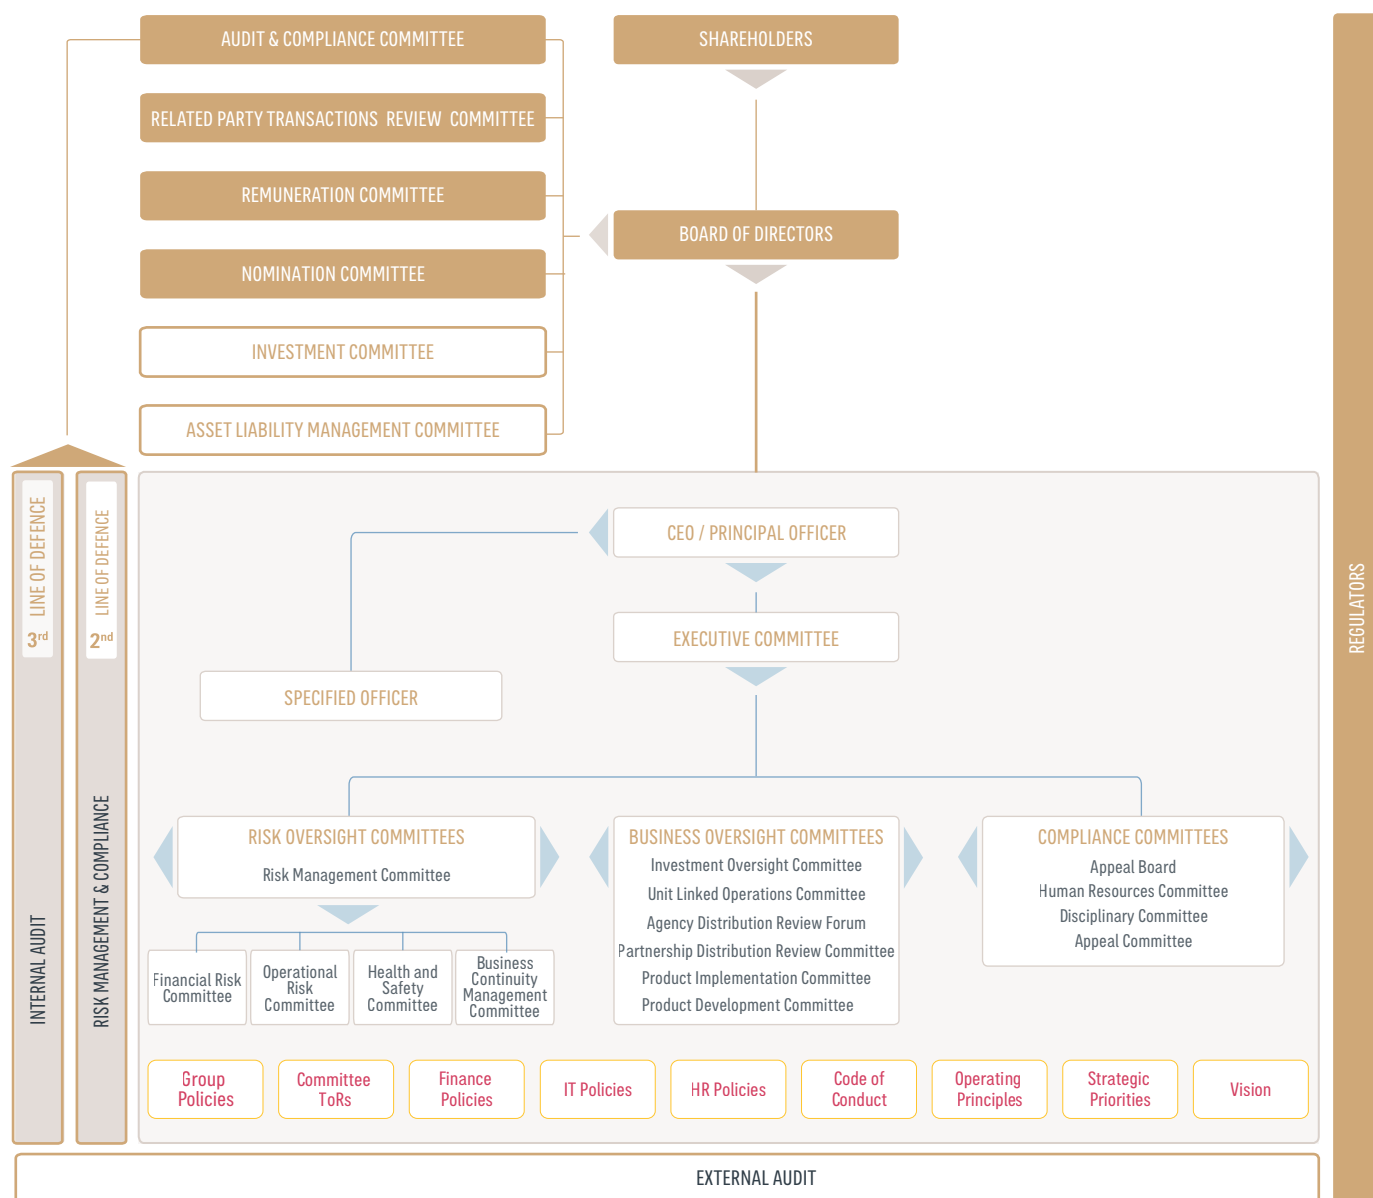 AUDIT & COMPLIANCE COMMITTEE
SHAREHOLDERS
RELATED PARTY TRANSACTIONS REVIEW COMMITTEE
REMUNERATION COMMITTEE
BOARD OF DIRECTORS
NOMINATION COMMITTEE
INVESTMENT COMMITTEE
ASSET LIABILITY MANAGEMENT COMMITTEE
REGULATORS
3rd LINE OF DEFENCE
INTERNAL AUDIT
2nd LINE OF DEFENCE
RISK MANAGEMENT & COMPLIANCE
CEO / PRINCIPAL OFFICER
EXECUTIVE COMMITTEE
SPECIFIED OFFICER
RISK OVERSIGHT COMMITTEES
Risk Management Committee
Financial Risk
Committee
Operational
Risk
Committee
Health and
Safety
Committee
Business
Continuity
Management
Committee
BUSINESS OVERSIGHT COMMITTEES
Investment Oversight Committee
Unit Linked Operations Committee
Agency Distribution Review Forum
Partnership Distribution Review Committee
Product Implementation Committee
Product Development Committee
COMPLIANCE COMMITTEES
Appeal Board
Human Resources Committee
Disciplinary Committee
Appeal Committee
Group
Policies
Committee
ToRs
Finance
Policies
IT Policies
HR Policies
Code of
Conduct
Operating
Principles
Strategic
Priorities
Vision
EXTERNAL AUDIT